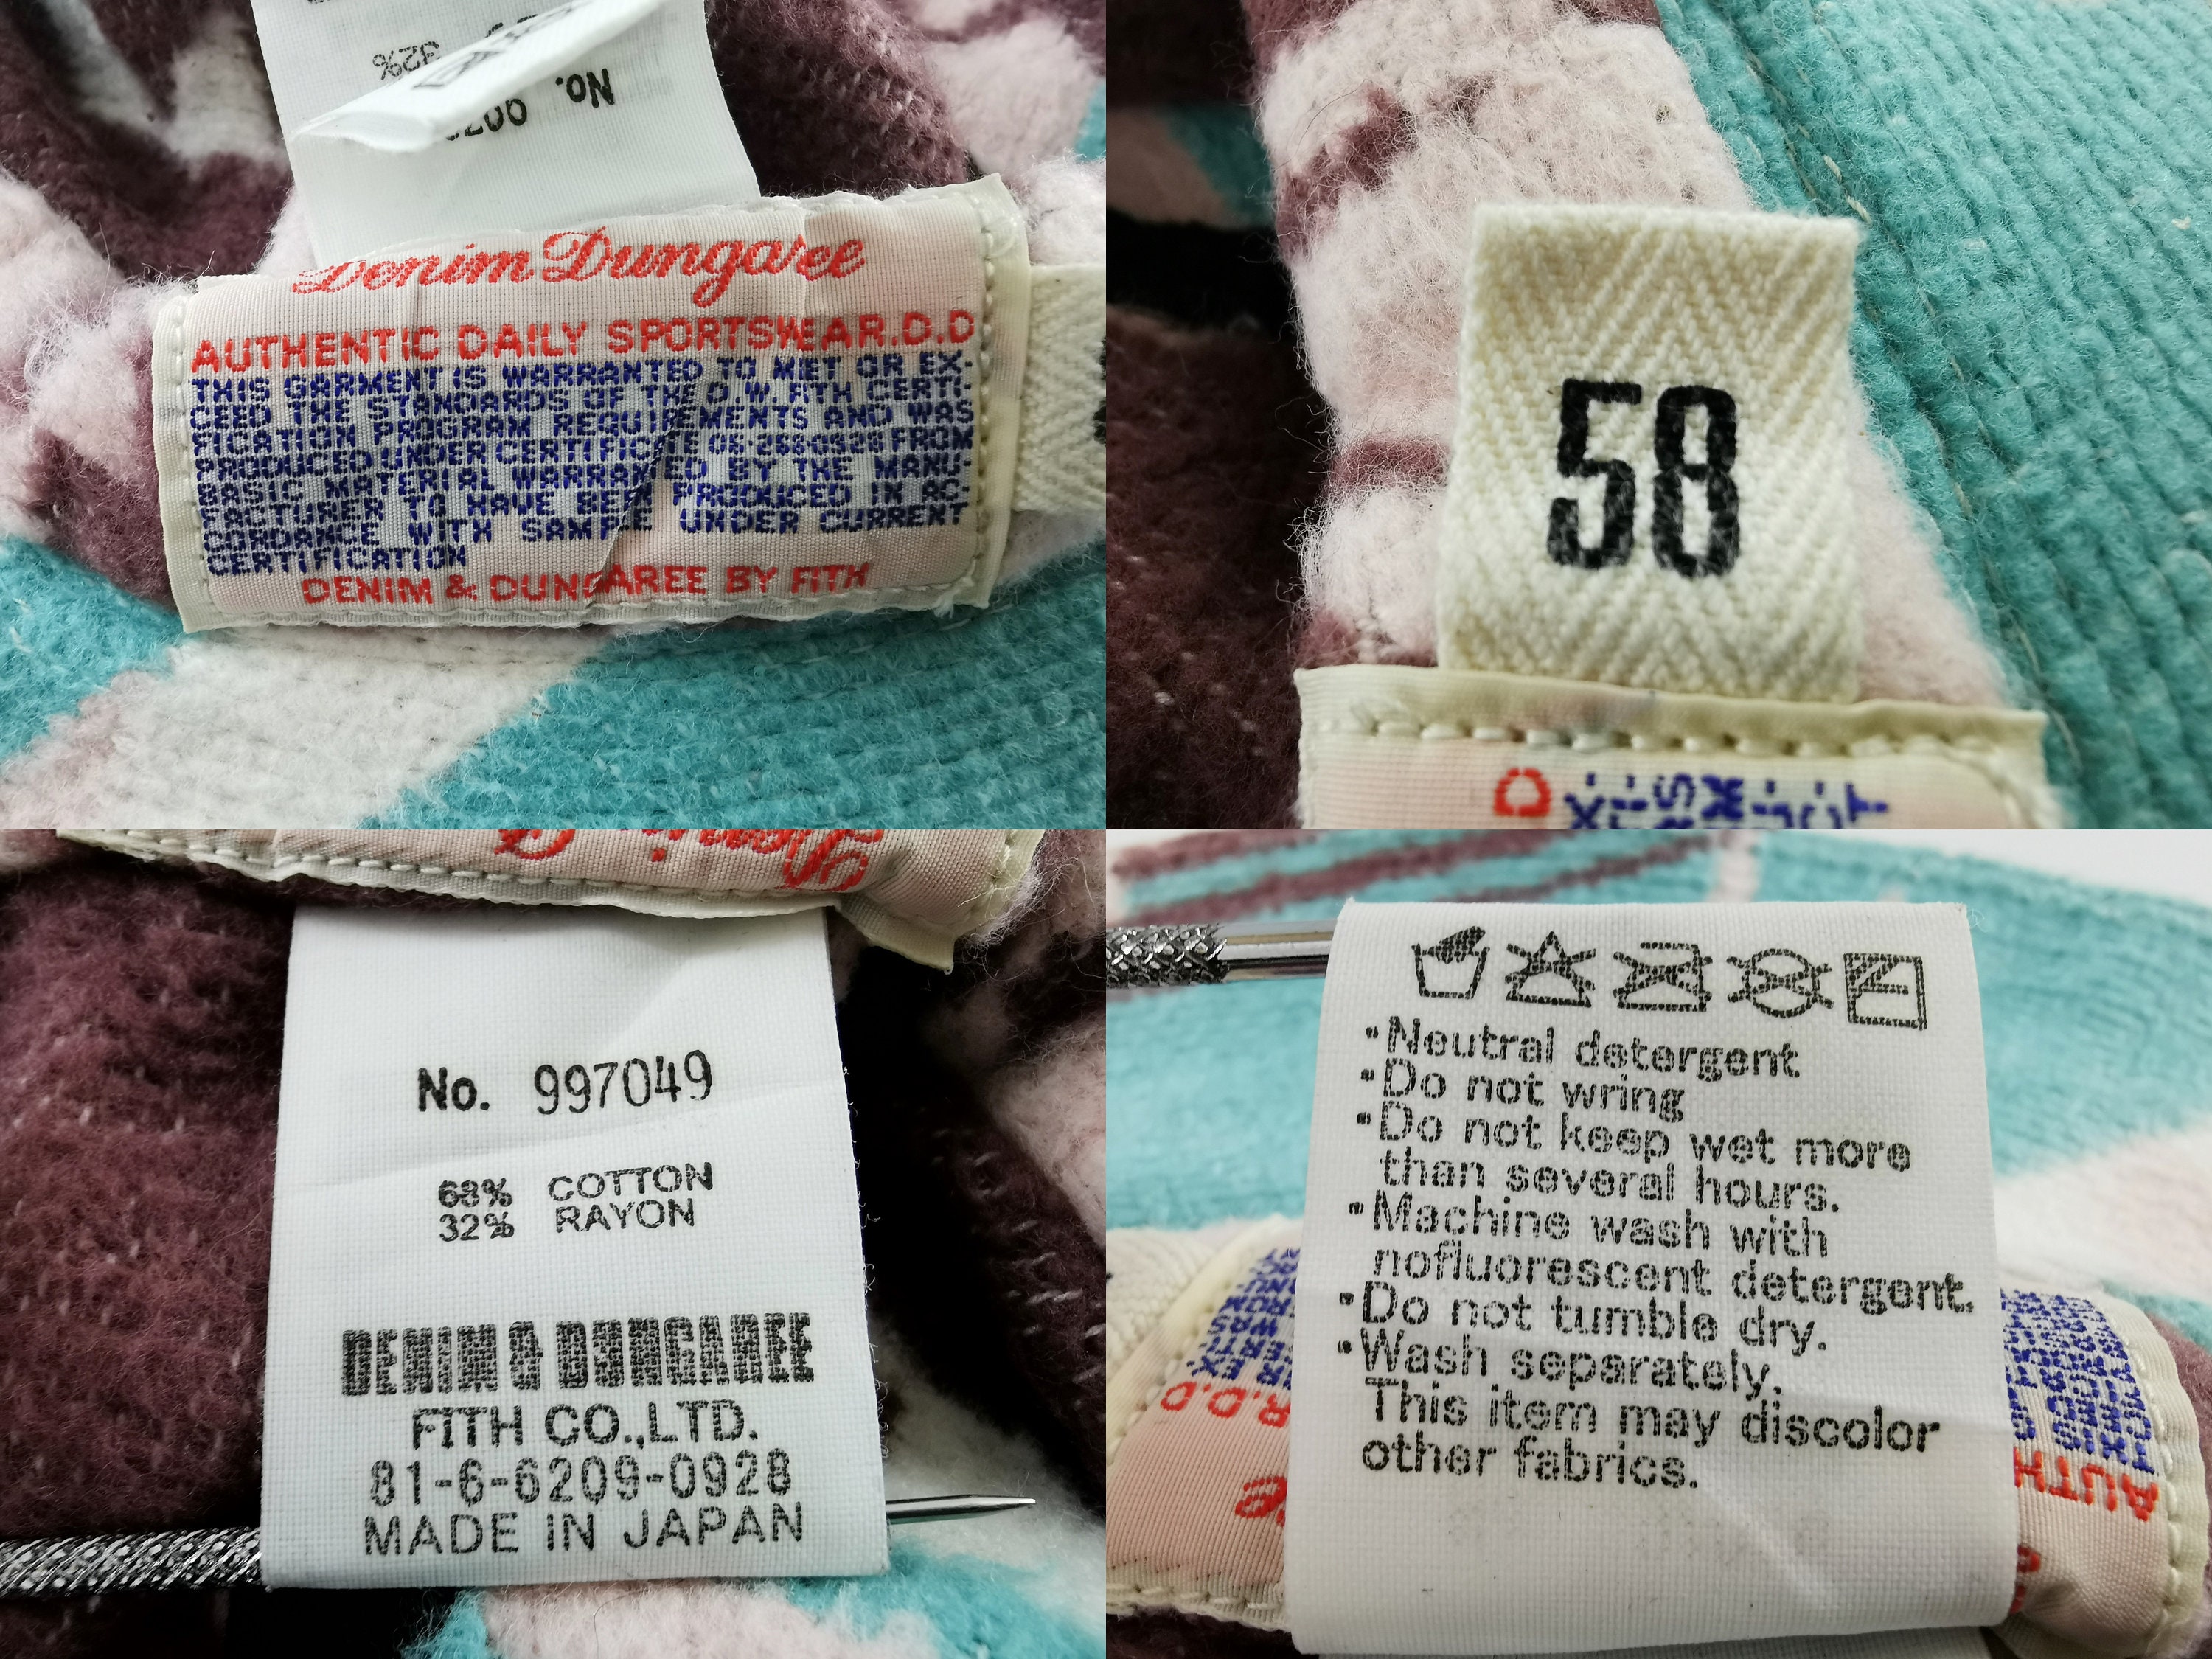 32%
No.
Denim Dungaree
AUTHENTIC DAILY SPORTSWEAR.D.D
THIS GARMENT IS WARRANTED TO MET OR EX-
CEED THE STANDARDS OF THE D.W. 8TH CERTI-
FICATION PROGRAM REQUIREMENTS AND WAS
PRODUCED UNDER CERTIFICATE FROM
BASIC MATERIAL WARRANTED BY THE MANU-
FACTURER TO HAVE BEEN PRODUCED IN AC-
CORDANCE WITH SAMPLE UNDER CURRENT
CERTIFICATION
DENIM & DUNGAREE BY FITH
58
No. 997049
68% COTTON
32% RAYON
DENIM & DUNGAREE
FITH CO.,LTD.
81-6-6209-0928
MADE IN JAPAN
•Neutral detergent
•Do not wring
•Do not keep wet more
than several hours.
•Machine wash with
nofluorescent detergent.
•Do not tumble dry.
•Wash separately.
This item may discolor
other fabrics.
R.D.D
AUTH